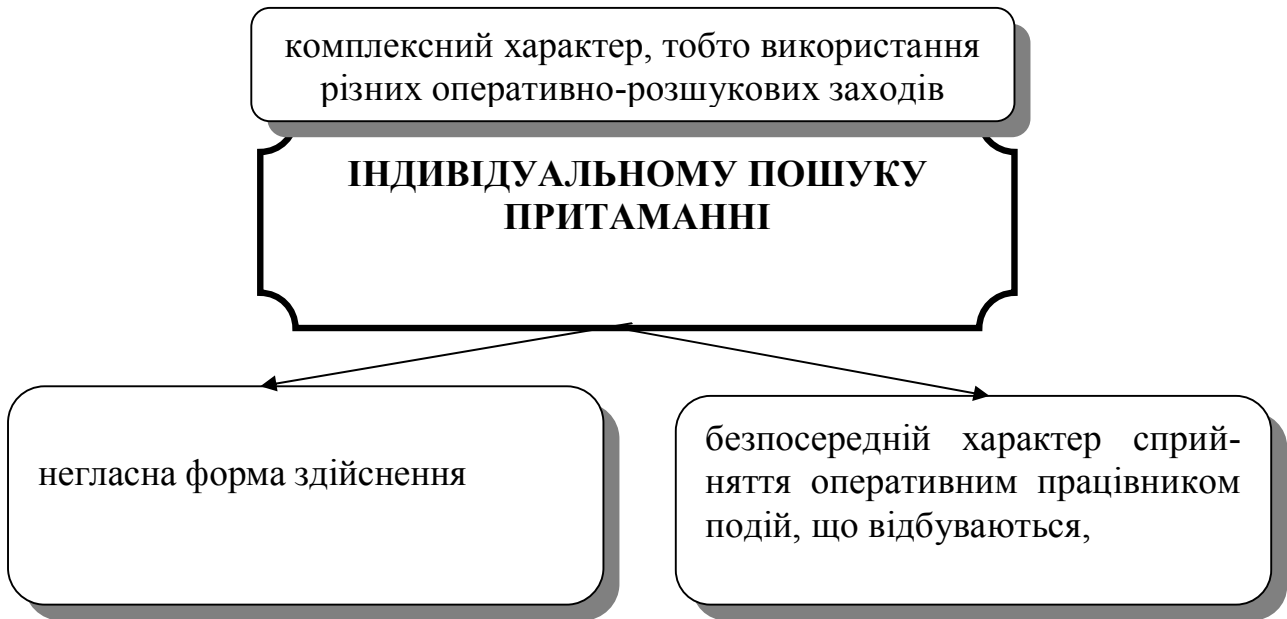 комплексний характер, тобто використання
різних оперативно-розшукових заходів
ІНДИВІДУАЛЬНОМУ ПОШУКУ
ПРИТАМАННІ
негласна форма здійснення
безпосередній характер сприй-
няття оперативним працівником
подій, що відбуваються,